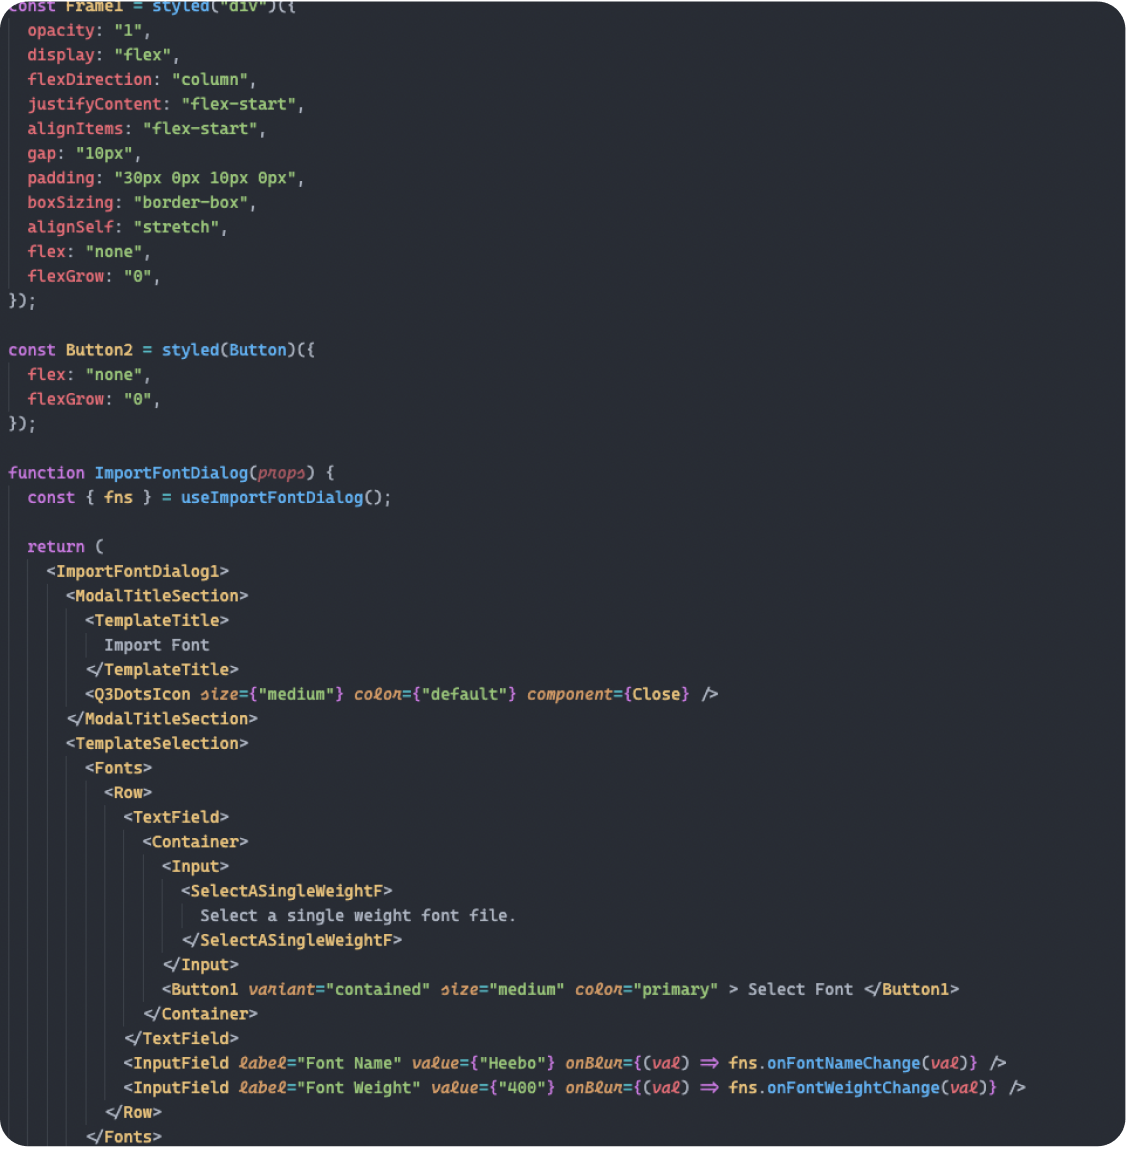 const Frame1 = styled("div")({
  opacity: "1",
  display: "flex",
  flexDirection: "column",
  justifyContent: "flex-start",
  alignItems: "flex-start",
  gap: "10px",
  padding: "30px 0px 10px 0px",
  boxSizing: "border-box",
  alignSelf: "stretch",
  flex: "none",
  flexGrow: "0",
});

const Button2 = styled(Button)({
  flex: "none",
  flexGrow: "0",
});

function ImportFontDialog(props) {
  const { fns } = useImportFontDialog();

  return (
    <ImportFontDialog1>
      <ModalTitleSection>
        <TemplateTitle>
          Import Font
        </TemplateTitle>
        <Q3DotsIcon size={"medium"} color={"default"} component={Close} />
      </ModalTitleSection>
      <TemplateSelection>
        <Fonts>
          <Row>
            <TextField>
              <Container>
                <Input>
                  <SelectASingleWeightF>
                    Select a single weight font file.
                  </SelectASingleWeightF>
                </Input>
                <Button1 variant="contained" size="medium" color="primary" > Select Font </Button1>
              </Container>
            </TextField>
            <InputField label="Font Name" value={"Heebo"} onBlur={(val) => fns.onFontNameChange(val)} />
            <InputField label="Font Weight" value={"400"} onBlur={(val) => fns.onFontWeightChange(val)} />
          </Row>
        </Fonts>